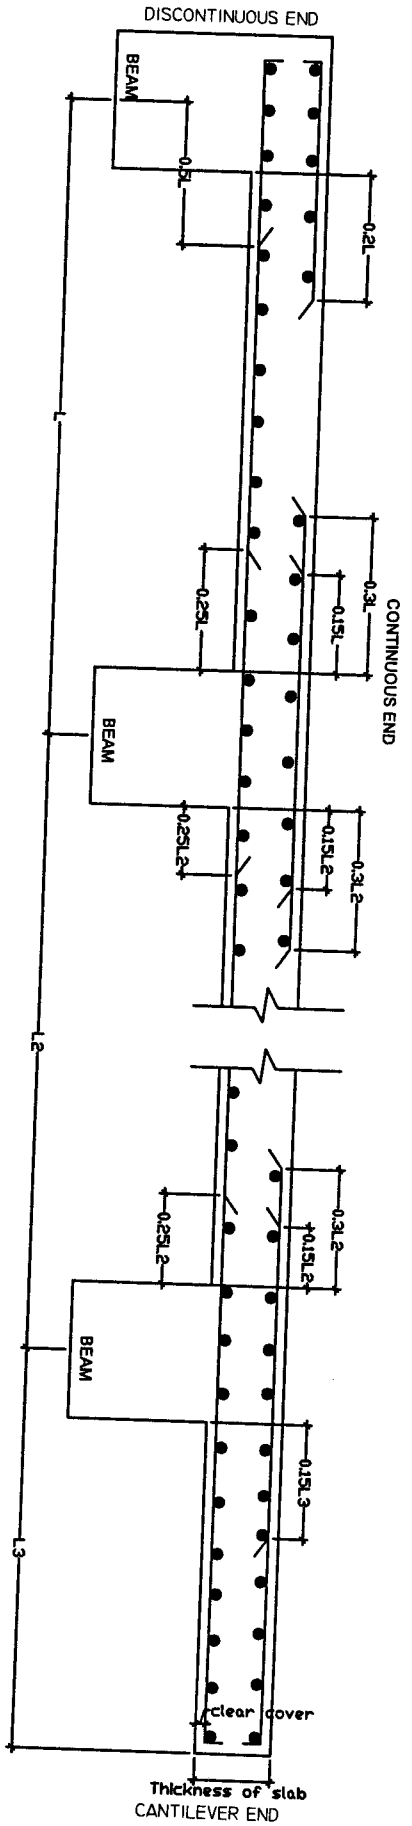 DISCONTINUOUS END
BEAM
0.5L
0.2L
L
0.3L
0.15L
CONTINUOUS END
0.25L
BEAM
0.25L2
0.15L2
0.3L2
L2
0.3L2
0.15L2
0.25L2
BEAM
0.15L3
L3
clear cover
Thickness of slab
CANTILEVER END